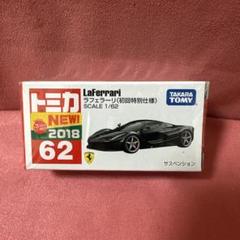 トミカ
NEW!
2018
62
LaFerrari
ラフェラーリ(初回特別仕様)
SCALE 1/62
TAKARA
TOMY
サスペンション